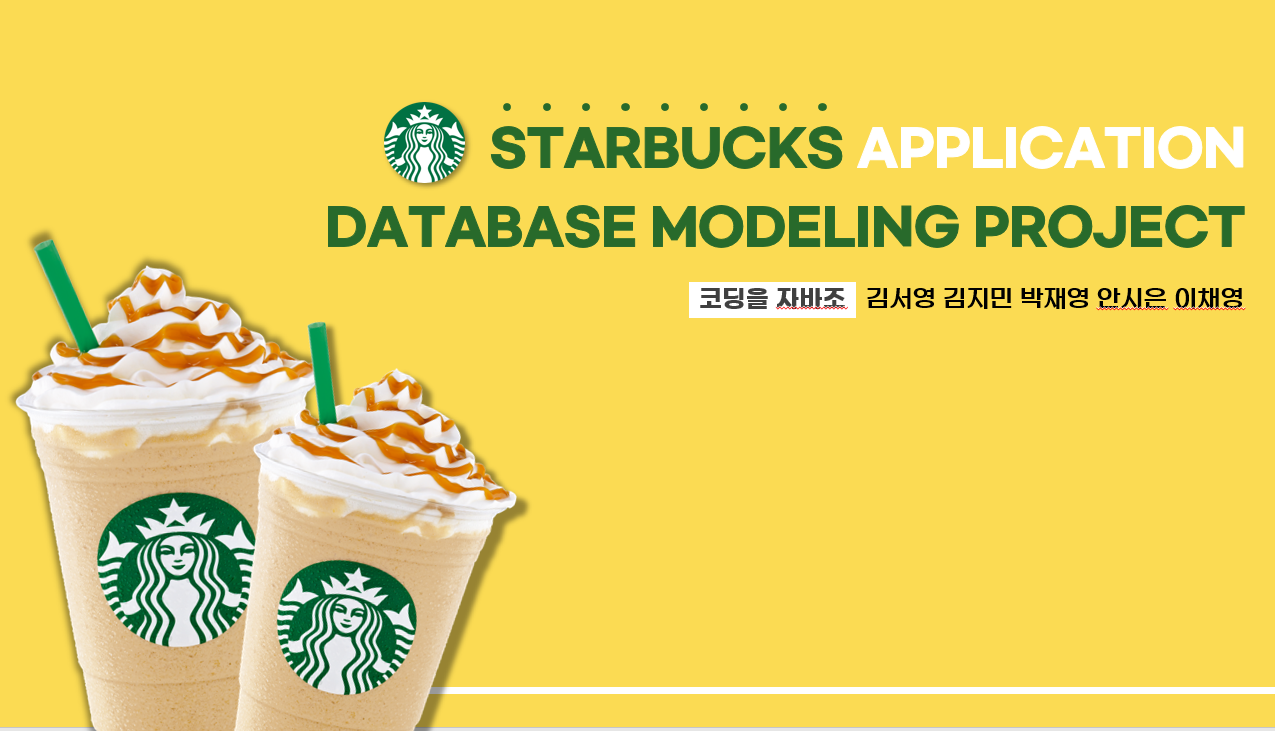 STARBUCKS APPLICATION
DATABASE MODELING PROJECT
코딩을 자바조 김서영 김지민 박재영 안시은 이채영